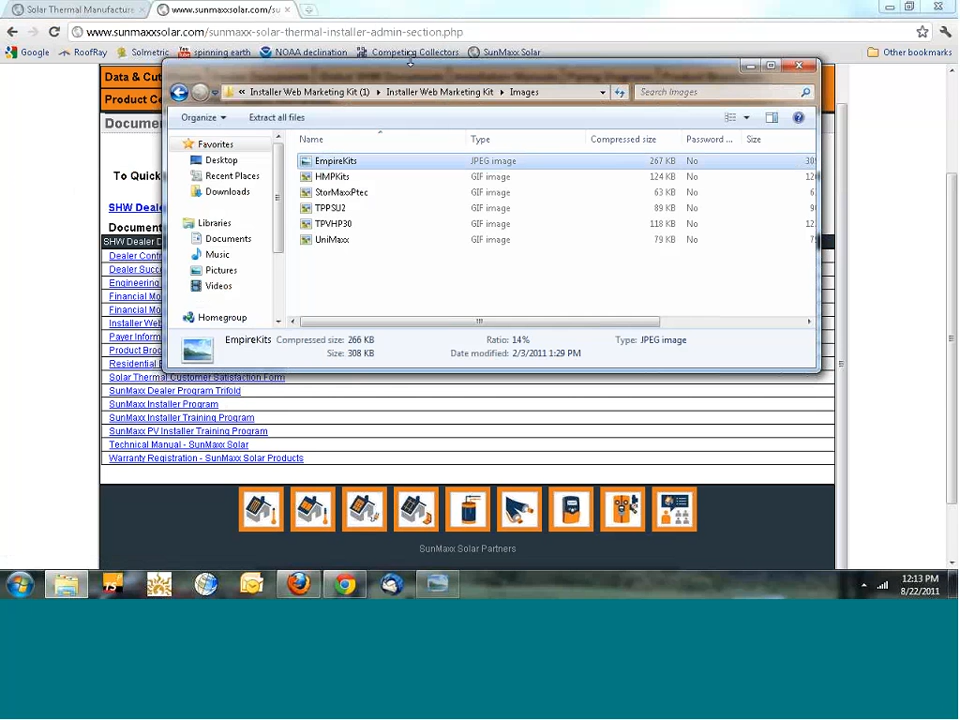 Solar Thermal Manufacture ×
www.sunmaxxsolar.com/su ×
www.sunmaxxsolar.com/sunmaxx-solar-thermal-installer-admin-section.php
Google RoofRay Solmetric spinning earth NOAA declination Competing Collectors SunMaxx Solar Other bookmarks
Data & Cu
Product Ce
Documen
To Quick
SHW Deale
Documen
SHW Dealer D
« Installer Web Marketing Kit (1) Installer Web Marketing Kit Images Search Images
Organize Extract all files
Favorites
Desktop
Recent Places
Downloads
Libraries
Documents
Music
Pictures
Videos
Homegroup
Name Type Compressed size Password ... Size
EmpireKits JPEG image 267 KB No
HMPKits GIF image 124 KB No
StorMaxxPtec GIF image 63 KB No
TPPSU2 GIF image 89 KB No
TPVHP30 GIF image 118 KB No
UniMaxx GIF image 79 KB No
EmpireKits Compressed size: 266 KB Ratio: 14% Type: JPEG image
Size: 308 KB Date modified: 2/3/2011 1:29 PM
Dealer Contr
Dealer Succe
Engineering
Financial Mo
Financial Mo
Installer Web
Payer Inform
Product Broc
Residential
Solar Thermal Customer Satisfaction Form
SunMaxx Dealer Program Trifold
SunMaxx Installer Program
SunMaxx Installer Training Program
SunMaxx PV Installer Training Program
Technical Manual - SunMaxx Solar
Warranty Registration - SunMaxx Solar Products
SunMaxx Solar Partners
12:13 PM
8/22/2011